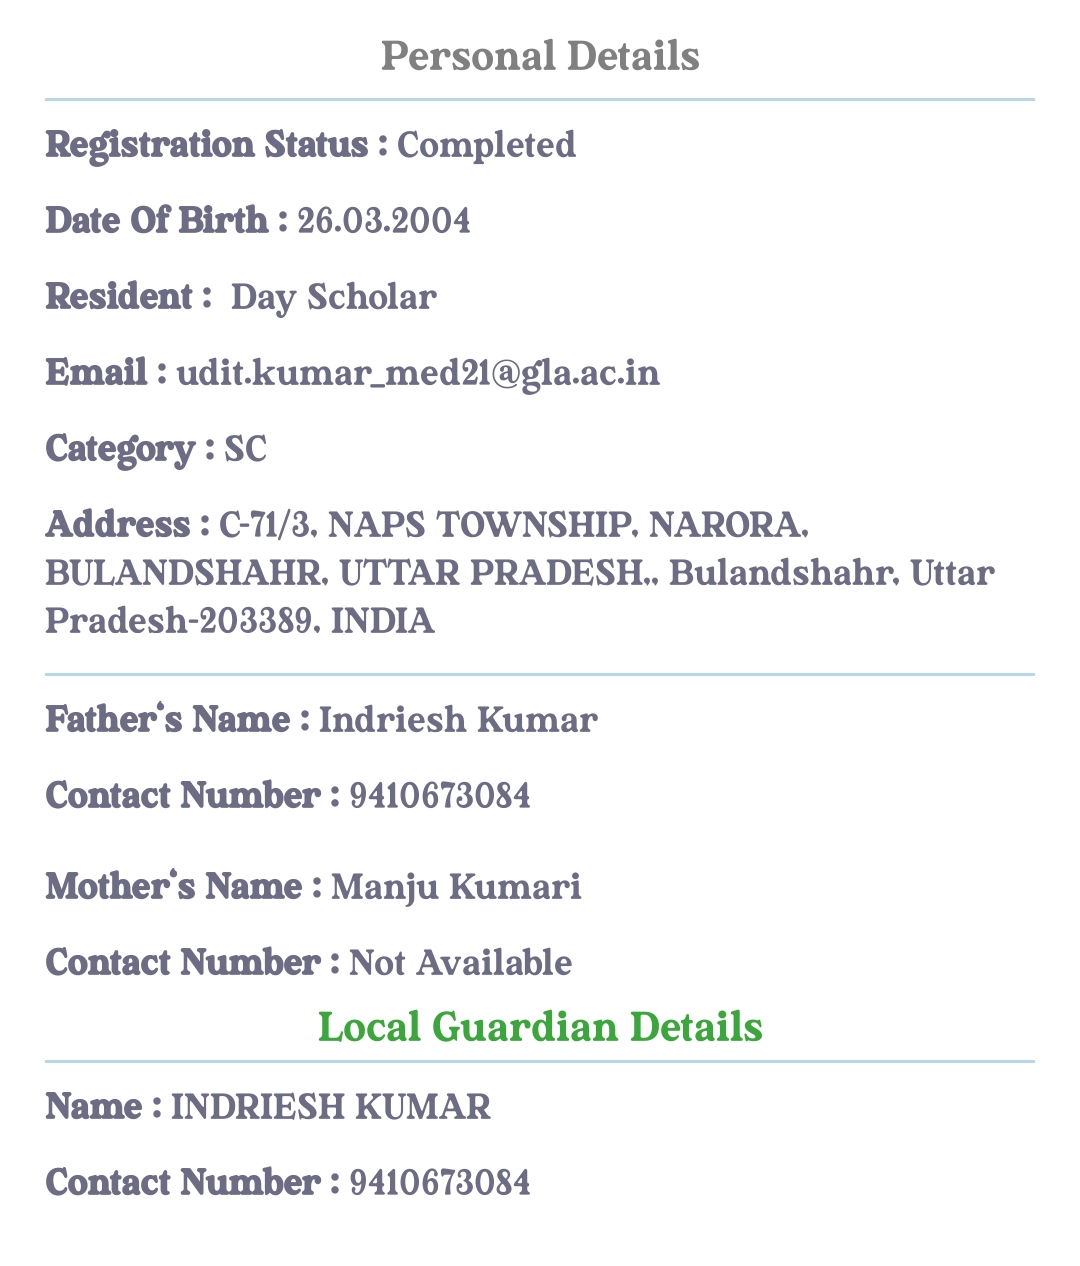 Personal Details
Registration Status : Completed
Date Of Birth : 26.03.2004
Resident : Day Scholar
Email : udit.kumar_med21@gla.ac.in
Category : SC
Address : C-71/3, NAPS TOWNSHIP, NARORA,
BULANDSHAHR, UTTAR PRADESH,, Bulandshahr, Uttar
Pradesh-203389, INDIA
Father's Name : Indriesh Kumar
Contact Number : 9410673084
Mother's Name : Manju Kumari
Contact Number : Not Available
Local Guardian Details
Name : INDRIESH KUMAR
Contact Number : 9410673084